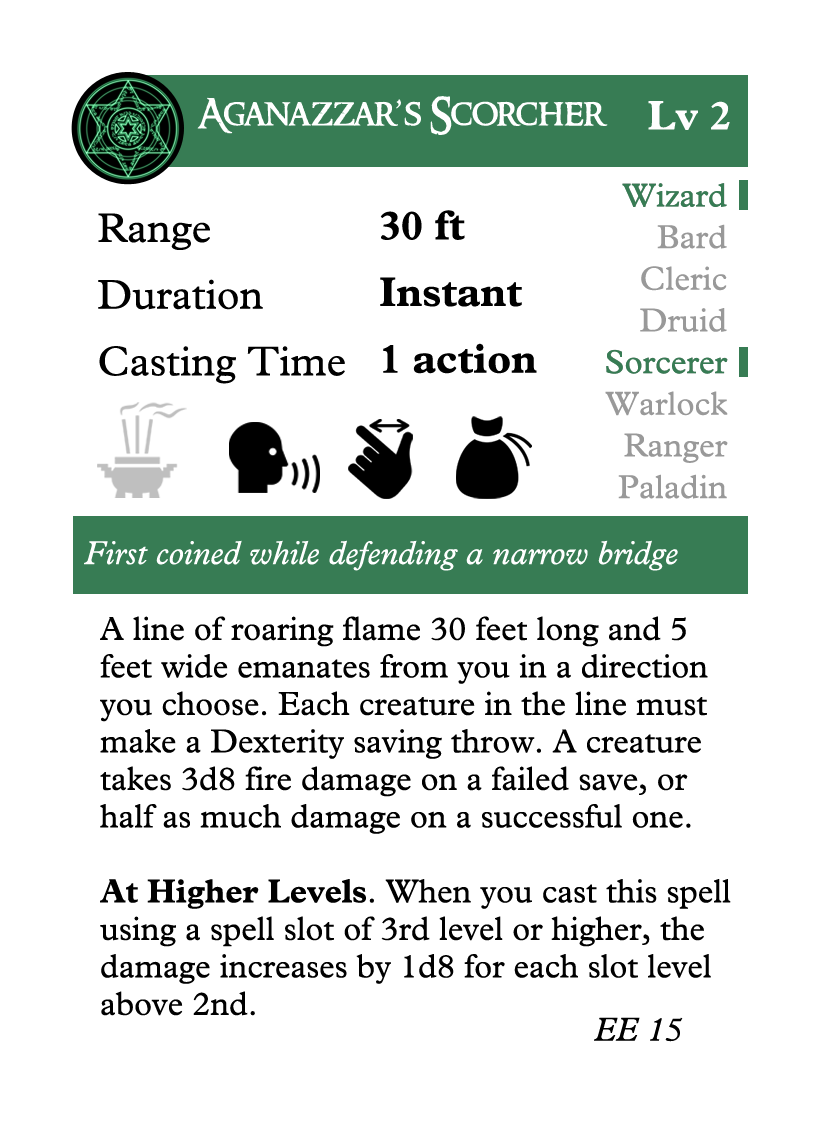 Aganazzar's Scorcher Lv 2
Wizard
Range 30 ft
Bard
Cleric
Duration Instant
Druid
Casting Time 1 action
Sorcerer
Warlock
Ranger
Paladin
First coined while defending a narrow bridge
A line of roaring flame 30 feet long and 5
feet wide emanates from you in a direction
you choose. Each creature in the line must
make a Dexterity saving throw. A creature
takes 3d8 fire damage on a failed save, or
half as much damage on a successful one.
At Higher Levels. When you cast this spell
using a spell slot of 3rd level or higher, the
damage increases by 1d8 for each slot level
above 2nd.
EE 15